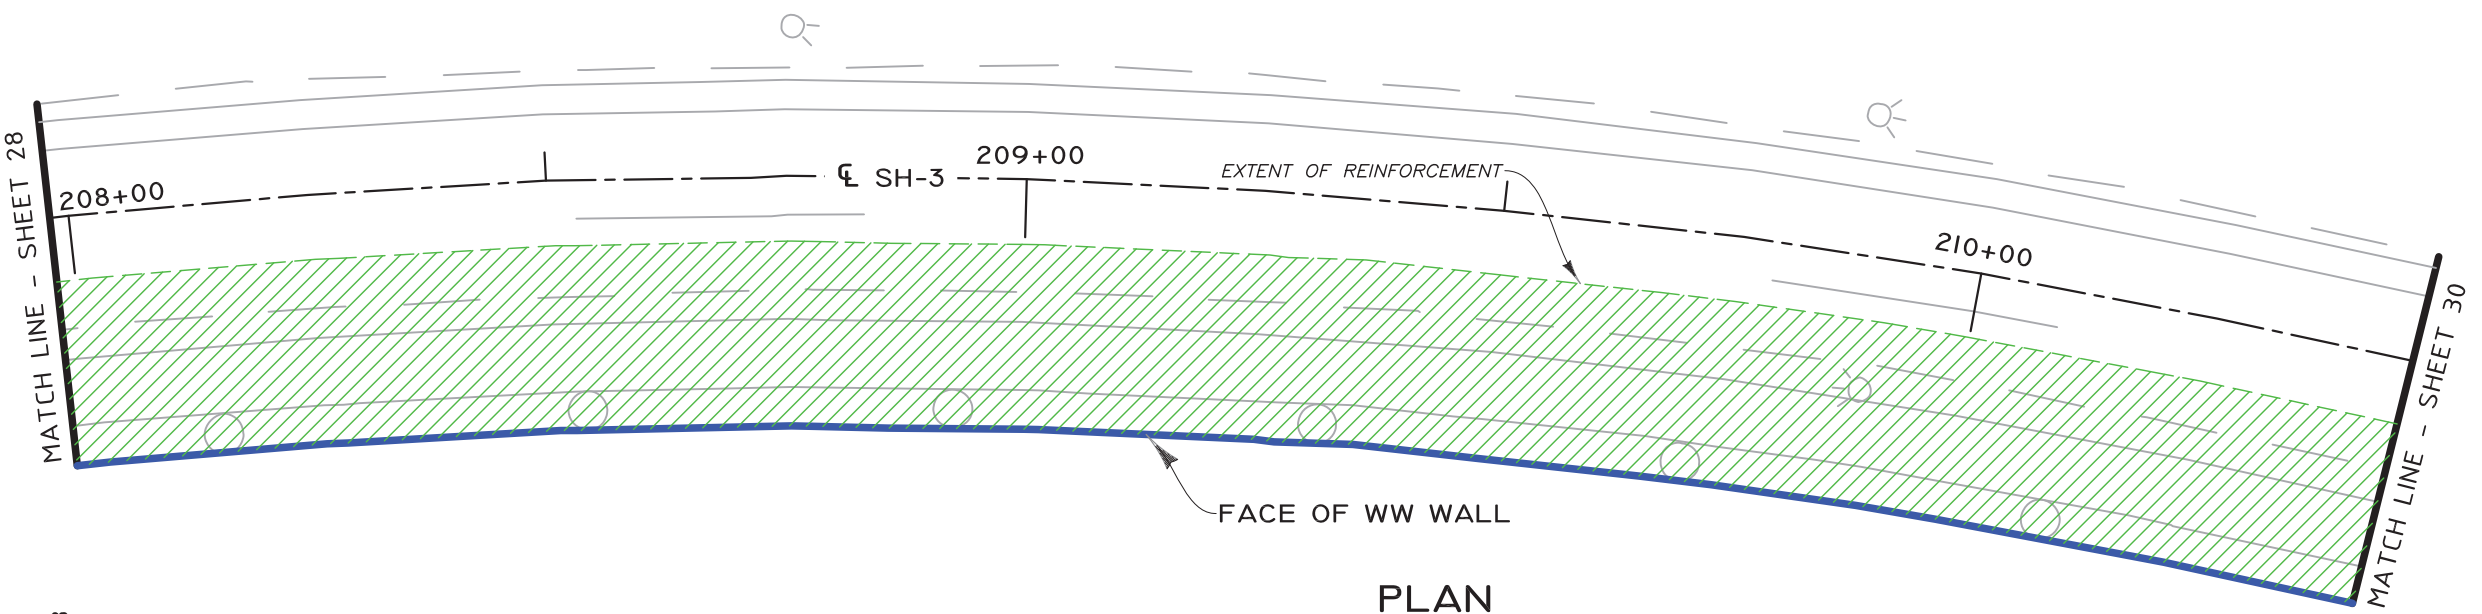 MATCH LINE - SHEET 28
208+00
℄ SH-3
209+00
EXTENT OF REINFORCEMENT
210+00
MATCH LINE - SHEET 30
FACE OF WW WALL
PLAN